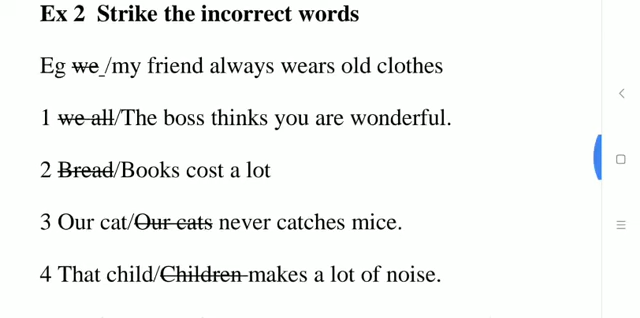 Ex 2 Strike the incorrect words
Eg we /my friend always wears old clothes
1 we all/The boss thinks you are wonderful.
2 Bread/Books cost a lot
3 Our cat/Our cats never catches mice.
4 That child/Children makes a lot of noise.